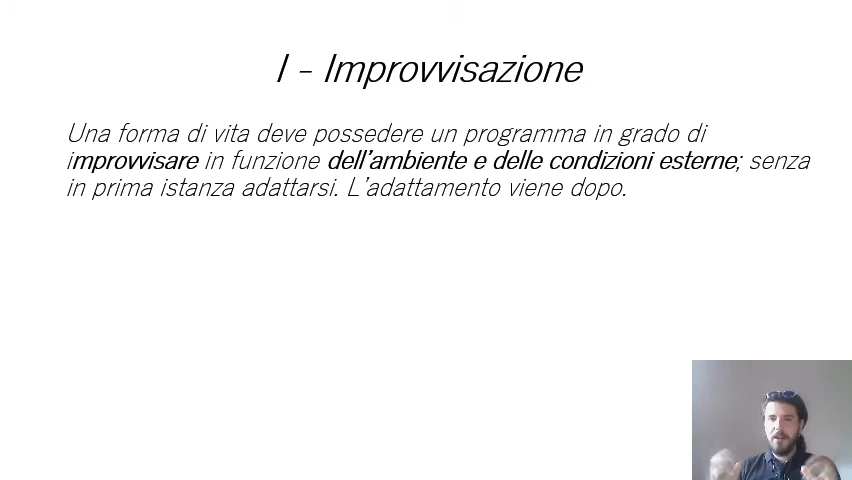 I - Improvvisazione
Una forma di vita deve possedere un programma in grado di
improvvisare in funzione dell'ambiente e delle condizioni esterne; senza
in prima istanza adattarsi. L'adattamento viene dopo.